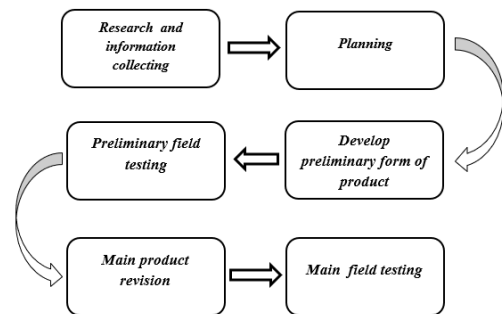 Research and
information
collecting
Planning
Develop
preliminary form of
product
Preliminary field
testing
Main product
revision
Main field testing